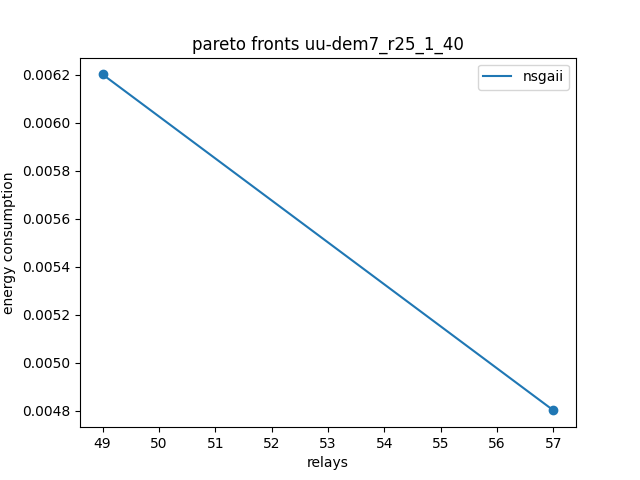 pareto fronts uu-dem7_r25_1_40
nsgaii
energy consumption
0.0062
0.0060
0.0058
0.0056
0.0054
0.0052
0.0050
0.0048
49 50 51 52 53 54 55 56 57
relays